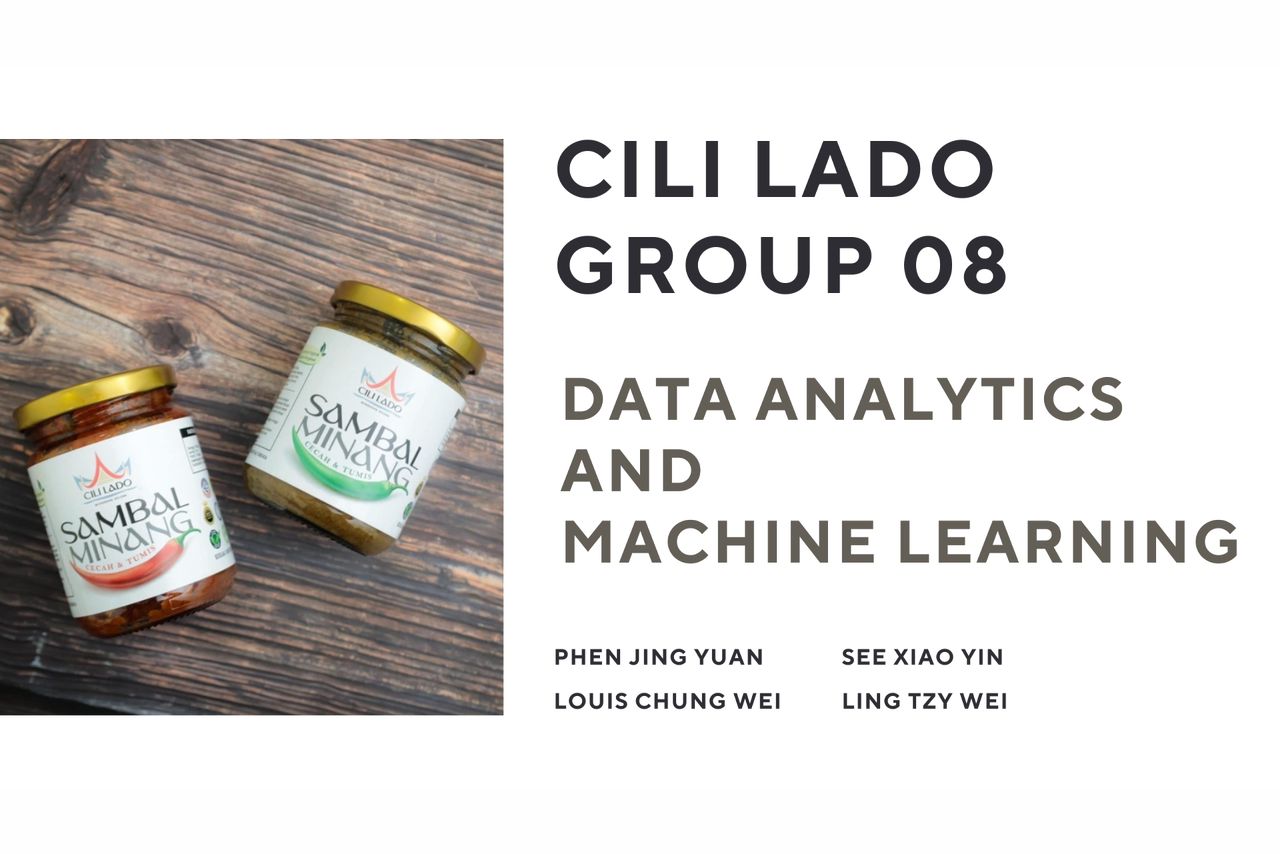 CILI LADO
GROUP 08
DATA ANALYTICS
AND
MACHINE LEARNING
PHEN JING YUAN
SEE XIAO YIN
LOUIS CHUNG WEI
LING TZY WEI
CILI LADO
SAMBAL
MINANG
CECAH & TUMIS
CILI LADO
SAMBAL
MINANG
CECAH & TUMIS